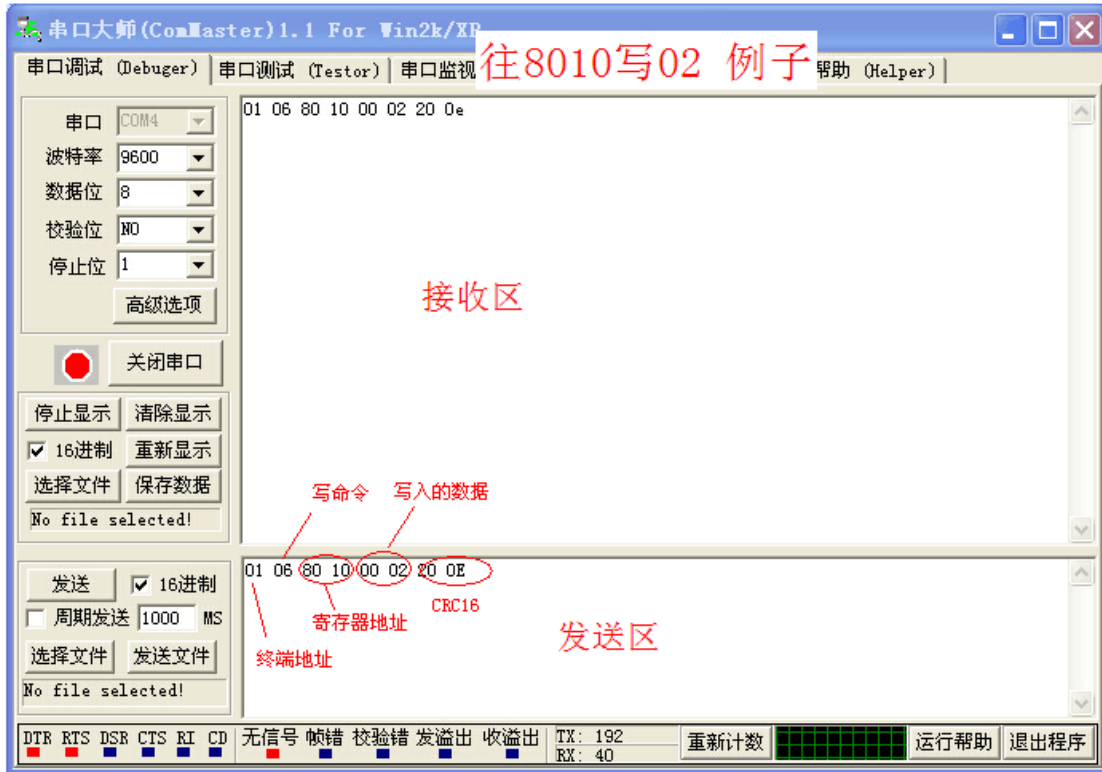 串口大师(ComMaster)1.1 For Win2k/XP
往8010写02 例子
串口调试 (Debuger)
串口测试 (Testor)
串口监视
帮助 (Helper)
串口 COM4
波特率 9600
数据位 8
校验位 NO
停止位 1
高级选项
关闭串口
停止显示 清除显示
16进制 重新显示
选择文件 保存数据
No file selected!
01 06 80 10 00 02 20 0e
接收区
写命令 写入的数据
发送 16进制
周期发送 1000 MS
选择文件 发送文件
No file selected!
01 06 80 10 00 02 20 0E
CRC16
寄存器地址
终端地址
发送区
DTR RTS DSR CTS RI CD 无信号 帧错 校验错 发溢出 收溢出
TX: 192
RX: 40
重新计数 运行帮助 退出程序